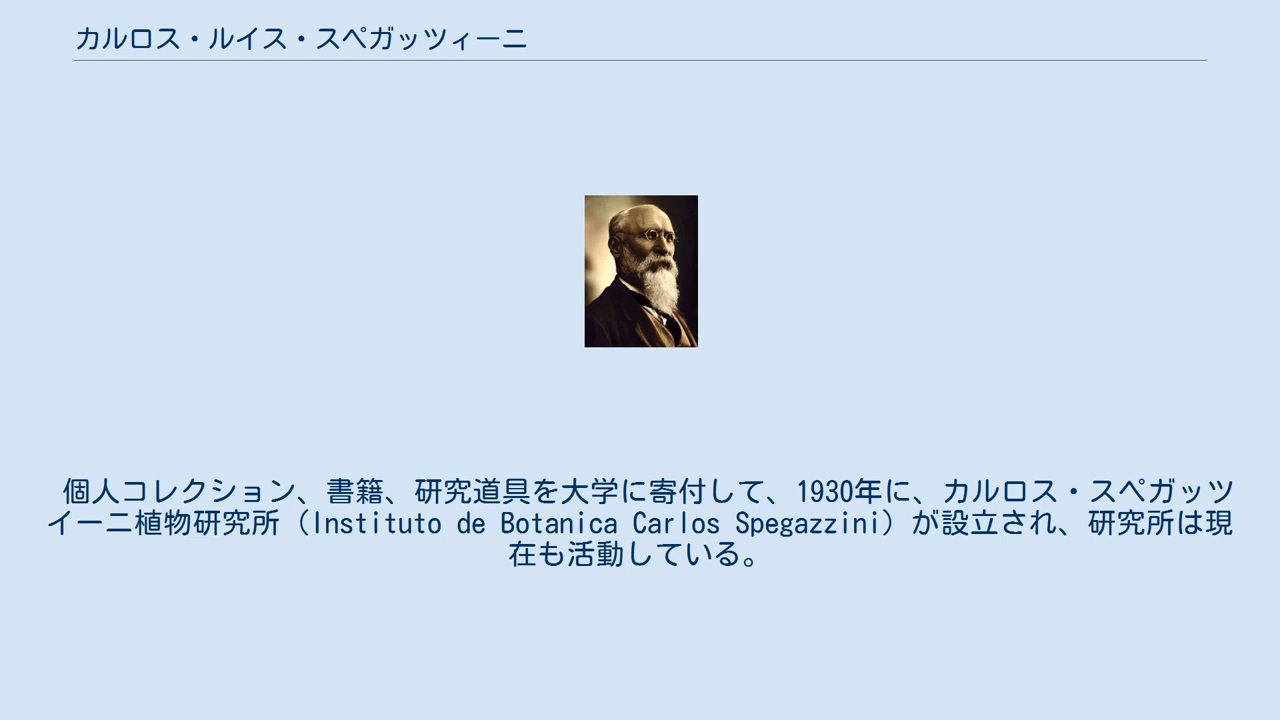 カルロス・ルイス・スペガッツィーニ
個人コレクション、書籍、研究道具を大学に寄付して、1930年に、カルロス・スペガッツ
イーニ植物研究所（Instituto de Botanica Carlos Spegazzini）が設立され、研究所は現
在も活動している。